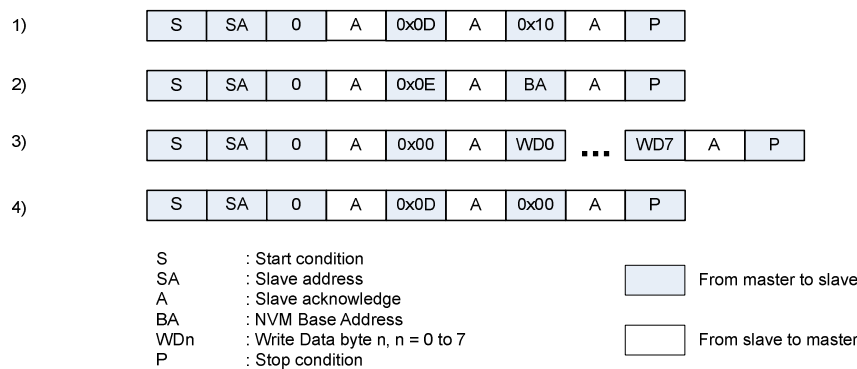 1) S SA 0 A 0x0D A 0x10 A P
2) S SA 0 A 0x0E A BA A P
3) S SA 0 A 0x00 A WD0 ... WD7 A P
4) S SA 0 A 0x0D A 0x00 A P
S : Start condition
SA : Slave address
A : Slave acknowledge
BA : NVM Base Address
WDn : Write Data byte n, n = 0 to 7
P : Stop condition
From master to slave
From slave to master